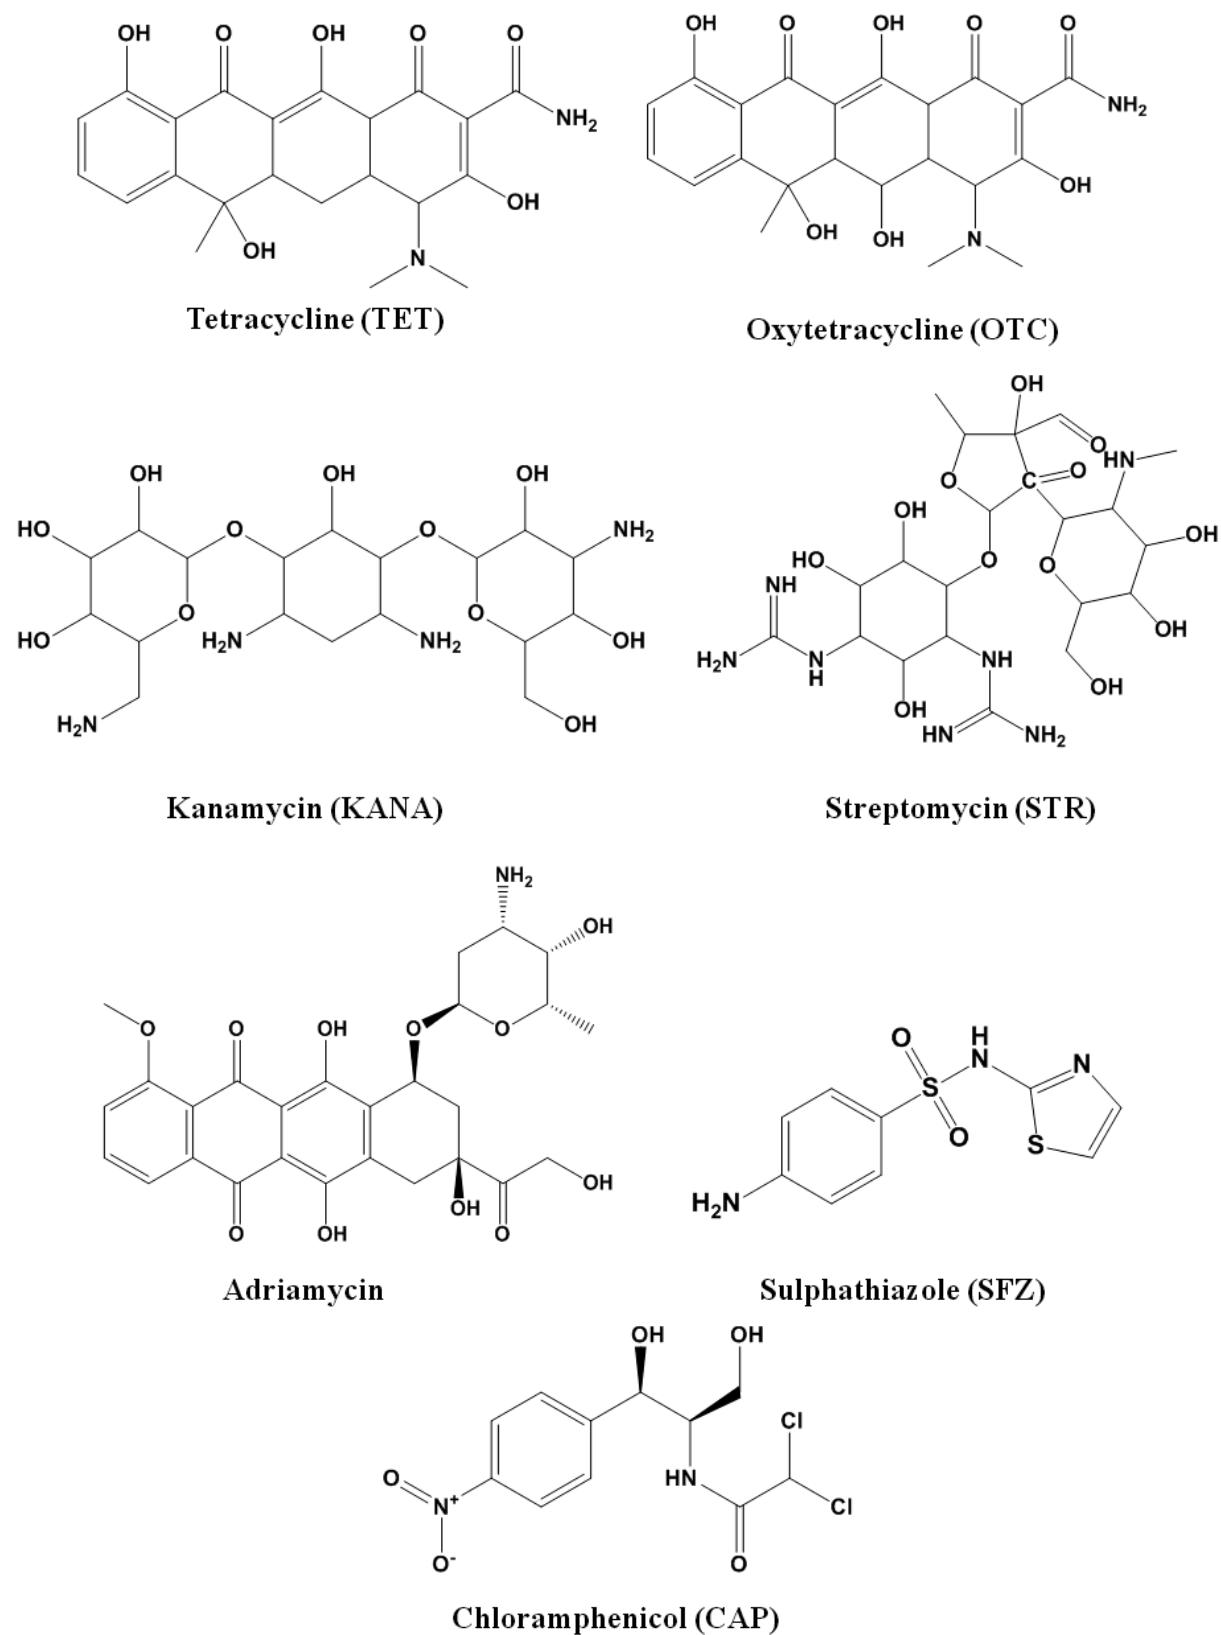 OH O OH O O
NH2
OH
OH
N
Tetracycline (TET)
OH O OH O O
NH2
OH
OH OH N
Oxytetracycline (OTC)
OH OH OH
HO O O NH2
HO O H2N NH2 O OH
H2N OH
Kanamycin (KANA)
OH
O
HN
O C O
OH OH
HO O O
NH
OH
H2N N NH
H
OH OH
HN NH2
Streptomycin (STR)
NH2
OH
O O OH O O
OH
OH
O OH O
Adriamycin
O H
N N
S
O S
H2N
Sulphathiazole (SFZ)
OH OH
Cl
O HN
N+ Cl
O- O
Chloramphenicol (CAP)